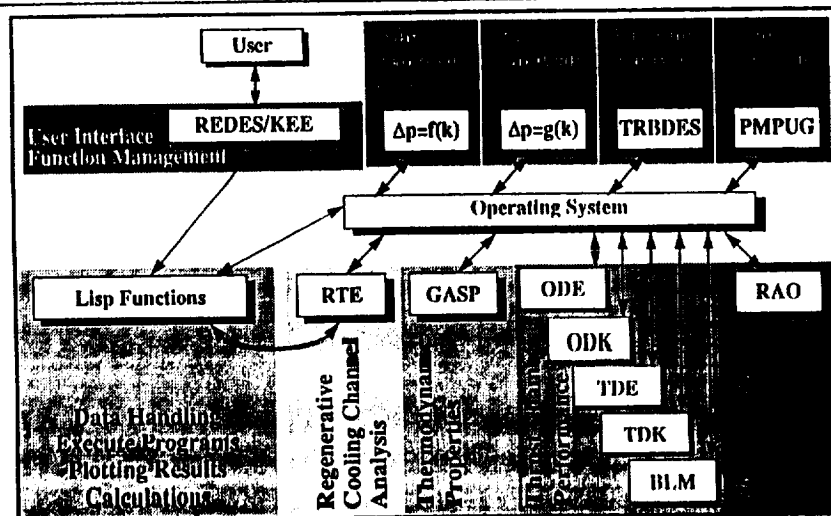 User
REDES/KEE
User Interface
Function Management
Δp=f(k)
Δp=g(k)
TRBDES
PMPUG
Operating System
Lisp Functions
RTE
GASP
ODE
RAO
ODK
TDE
TDK
BLM
Data Handling
Execute Programs
Plotting Results
Calculations
Regenerative
Cooling Channel
Analysis
Thermodynamic
Properties
Performance